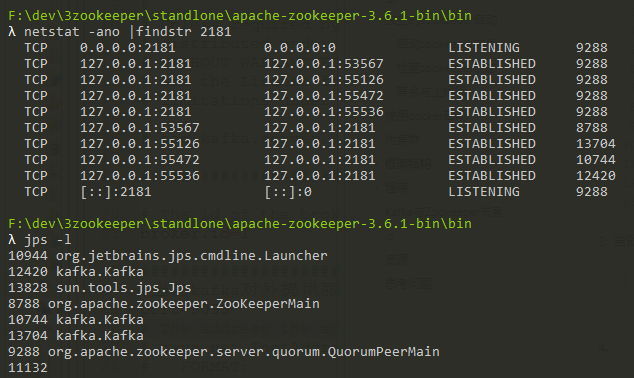 F:\dev\3zookeeper\standlone\apache-zookeeper-3.6.1-bin\bin
λ netstat -ano |findstr 2181
TCP 0.0.0.0:2181 0.0.0.0:0 LISTENING 9288
TCP 127.0.0.1:2181 127.0.0.1:53567 ESTABLISHED 9288
TCP 127.0.0.1:2181 127.0.0.1:55126 ESTABLISHED 9288
TCP 127.0.0.1:2181 127.0.0.1:55472 ESTABLISHED 9288
TCP 127.0.0.1:2181 127.0.0.1:55536 ESTABLISHED 9288
TCP 127.0.0.1:53567 127.0.0.1:2181 ESTABLISHED 8788
TCP 127.0.0.1:55126 127.0.0.1:2181 ESTABLISHED 13704
TCP 127.0.0.1:55472 127.0.0.1:2181 ESTABLISHED 10744
TCP 127.0.0.1:55536 127.0.0.1:2181 ESTABLISHED 12420
TCP [::]:2181 [::]:0 LISTENING 9288
F:\dev\3zookeeper\standlone\apache-zookeeper-3.6.1-bin\bin
λ jps -l
10944 org.jetbrains.jps.cmdline.Launcher
12420 kafka.Kafka
13828 sun.tools.jps.Jps
8788 org.apache.zookeeper.ZooKeeperMain
10744 kafka.Kafka
13704 kafka.Kafka
9288 org.apache.zookeeper.server.quorum.QuorumPeerMain
11132